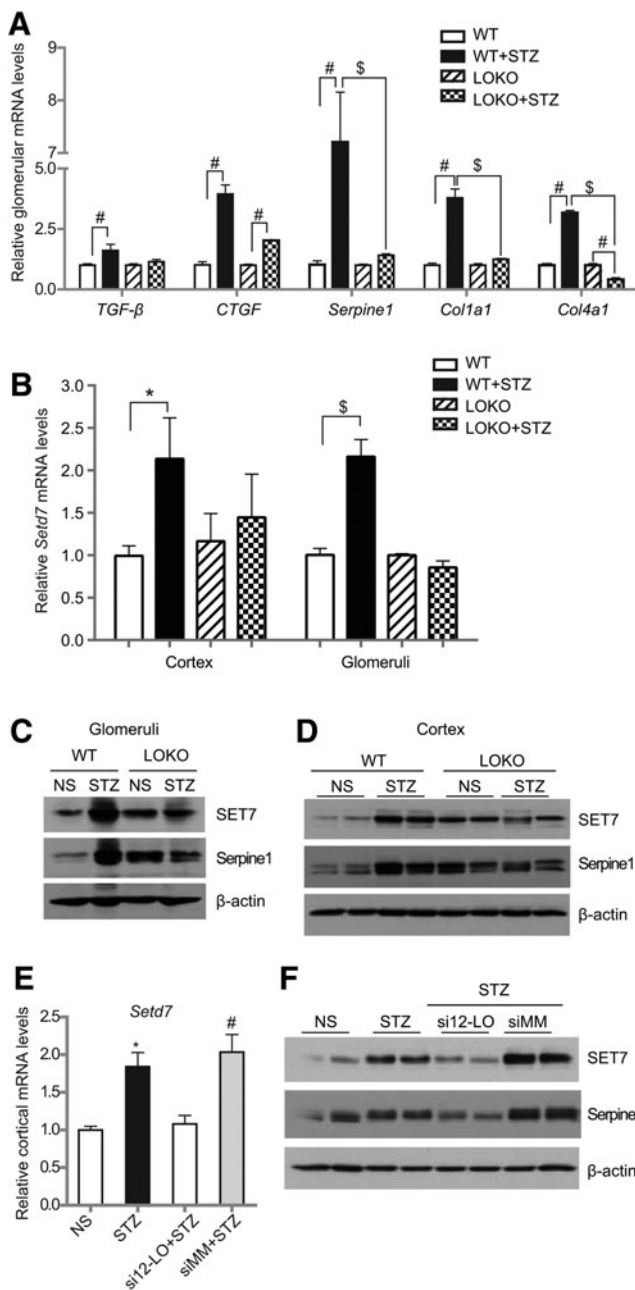 A
Relative glomerular mRNA levels
9
8
7
5.0
2.5
0.0
WT
WT+STZ
LOKO
LOKO+STZ
# # # # $ # $ # $ #
TGF-β CTGF Serpine1 Col1a1 Col4a1
B
Relative Setd7 mRNA levels
3.0
2.5
2.0
1.5
1.0
0.5
0.0
WT
WT+STZ
LOKO
LOKO+STZ
* $
Cortex Glomeruli
C
Glomeruli
WT LOKO
NS STZ NS STZ
SET7
Serpine1
β-actin
D
Cortex
WT LOKO
NS STZ NS STZ
SET7
Serpine1
β-actin
E
Setd7
Relative cortical mRNA levels
2.5
2.0
1.5
1.0
0.5
0.0
* #
NS STZ si12-LO+STZ siMM+STZ
F
STZ
NS STZ si12-LO siMM
SET7
Serpine
β-actin